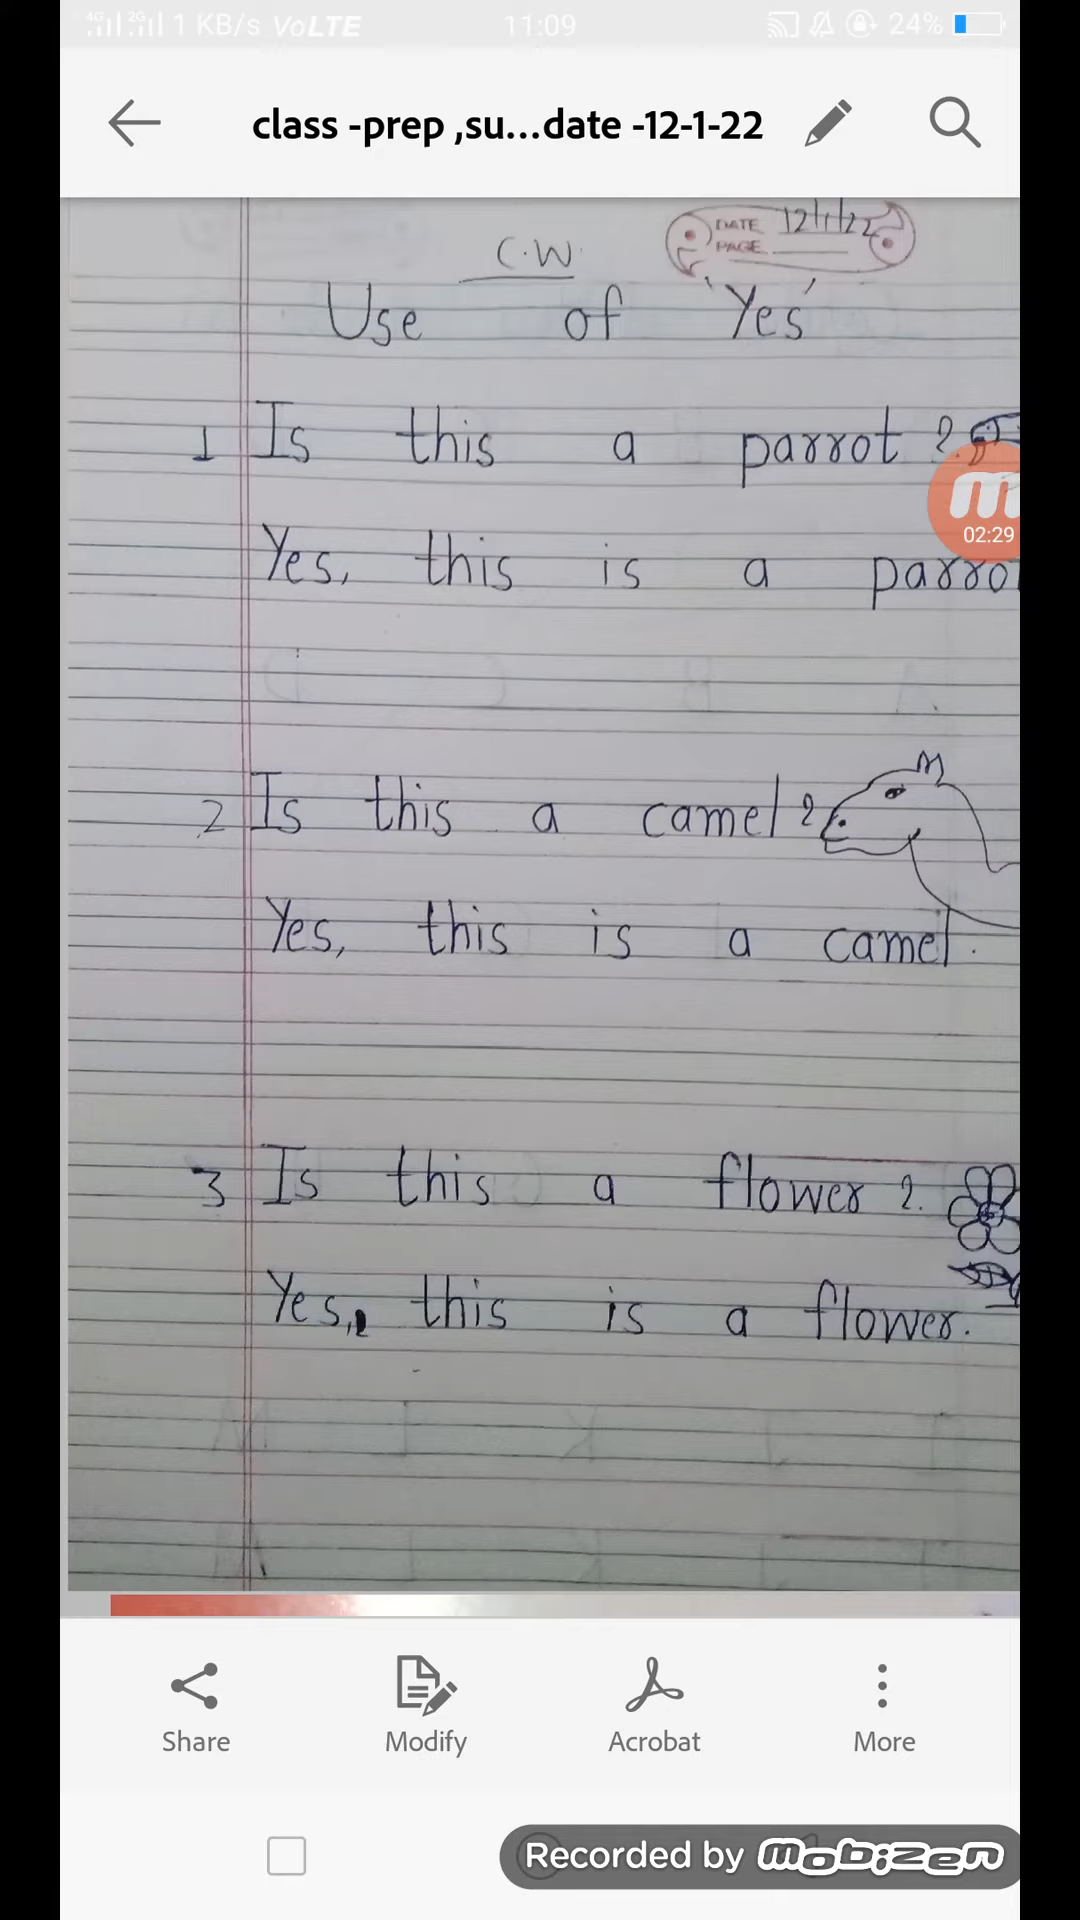 4G 2G 1 KB/s VoLTE 11:09 24%
class -prep ,su...date -12-1-22
DATE 12/1/22
PAGE
C.W.
Use of 'Yes'
1 Is this a parrot ?.
02:29
Yes, this is a parro
2 Is this a camel ?
Yes, this is a camel.
3 Is this a flower ?.
Yes, this is a flower.
Share Modify Acrobat More
Recorded by mobizen